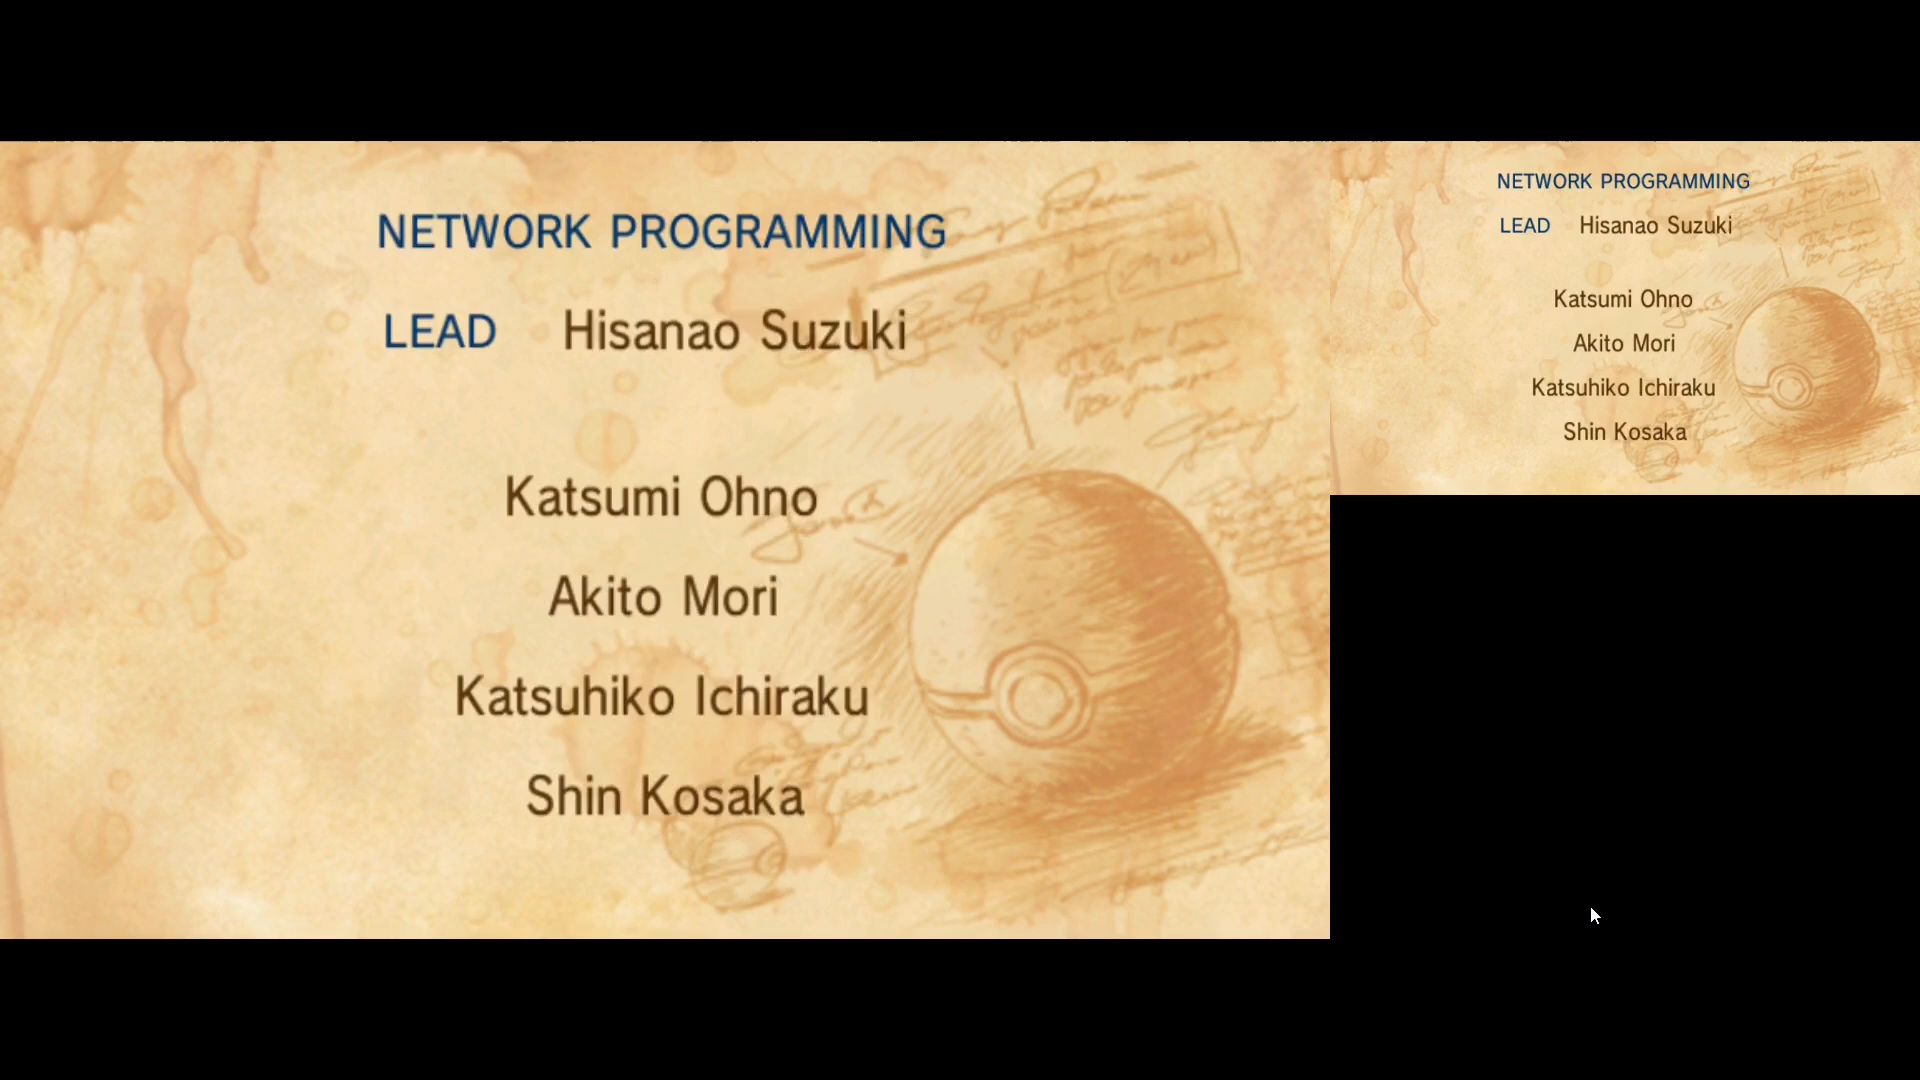 NETWORK PROGRAMMING
LEAD Hisanao Suzuki
Katsumi Ohno
Akito Mori
Katsuhiko Ichiraku
Shin Kosaka
NETWORK PROGRAMMING
LEAD Hisanao Suzuki
Katsumi Ohno
Akito Mori
Katsuhiko Ichiraku
Shin Kosaka